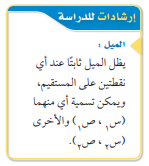 إرشادات للدراسة
الميل :
يظل الميل ثابتًا عند أي
نقطتين على المستقيم،
ويمكن تسمية أي منهما
(س١ ، ص١) والأخرى
(س٢ ، ص٢).